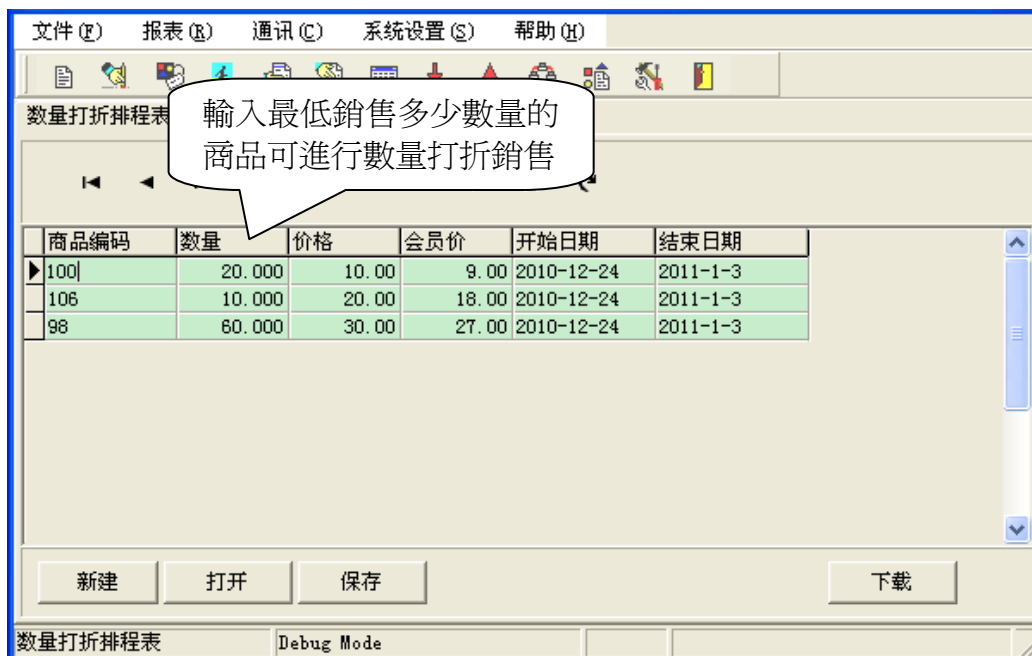 文件(F) 报表(R) 通讯(C) 系统设置(S) 帮助(H)
数量打折排程表
輸入最低銷售多少數量的
商品可進行數量打折銷售
商品编码 数量 价格 会员价 开始日期 结束日期
100 20.000 10.00 9.00 2010-12-24 2011-1-3
106 10.000 20.00 18.00 2010-12-24 2011-1-3
98 60.000 30.00 27.00 2010-12-24 2011-1-3
新建 打开 保存 下载
数量打折排程表 Debug Mode